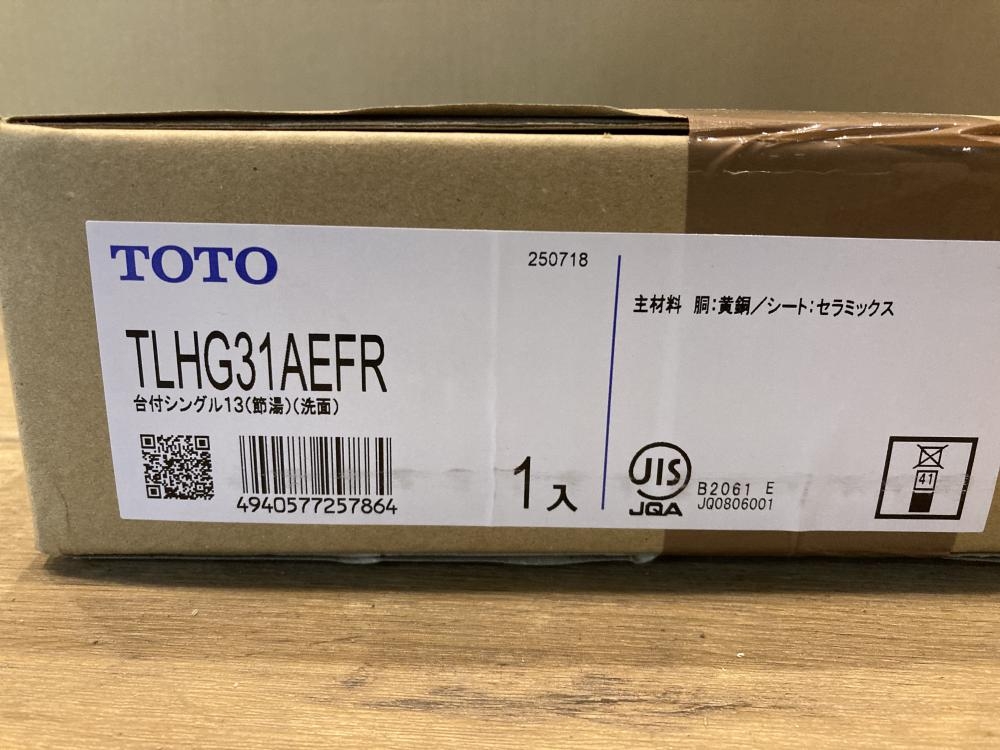 TOTO
250718
TLHG31AEFR
台付シングル13(節湯)(洗面)
4940577257864
1入
主材料 胴:黄銅/シート:セラミックス
JIS
JQA
B2061 E
JQ0806001
41